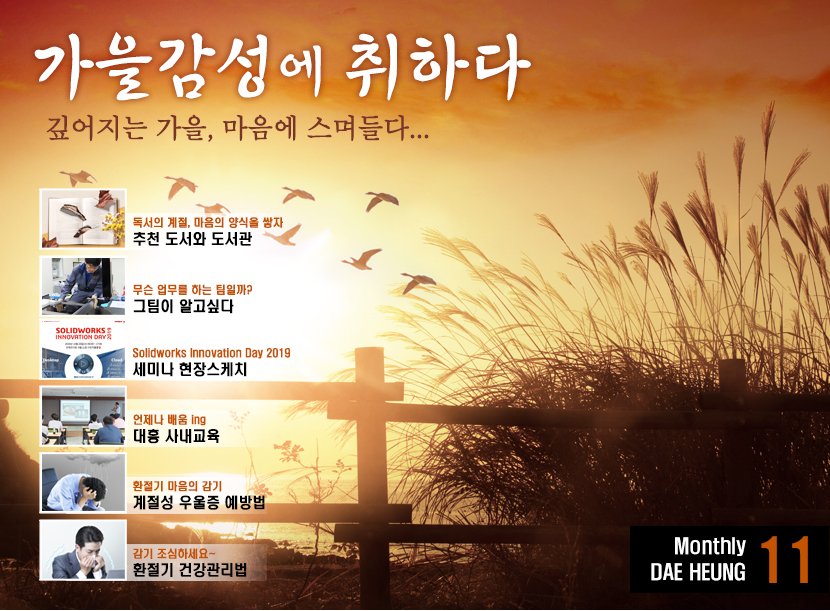 가을감성에 취하다
깊어지는 가을, 마음에 스며들다...
독서의 계절, 마음의 양식을 쌓자
추천 도서와 도서관
무슨 업무를 하는 팀일까?
그팀이 알고싶다
SOLIDWORKS
INNOVATION DAY 2019
Desktop
Cloud
Solidworks Innovation Day 2019
세미나 현장스케치
언제나 배움 ing
대흥 사내교육
환절기 마음의 감기
계절성 우울증 예방법
감기 조심하세요~
환절기 건강관리법
Monthly
DAE HEUNG
11